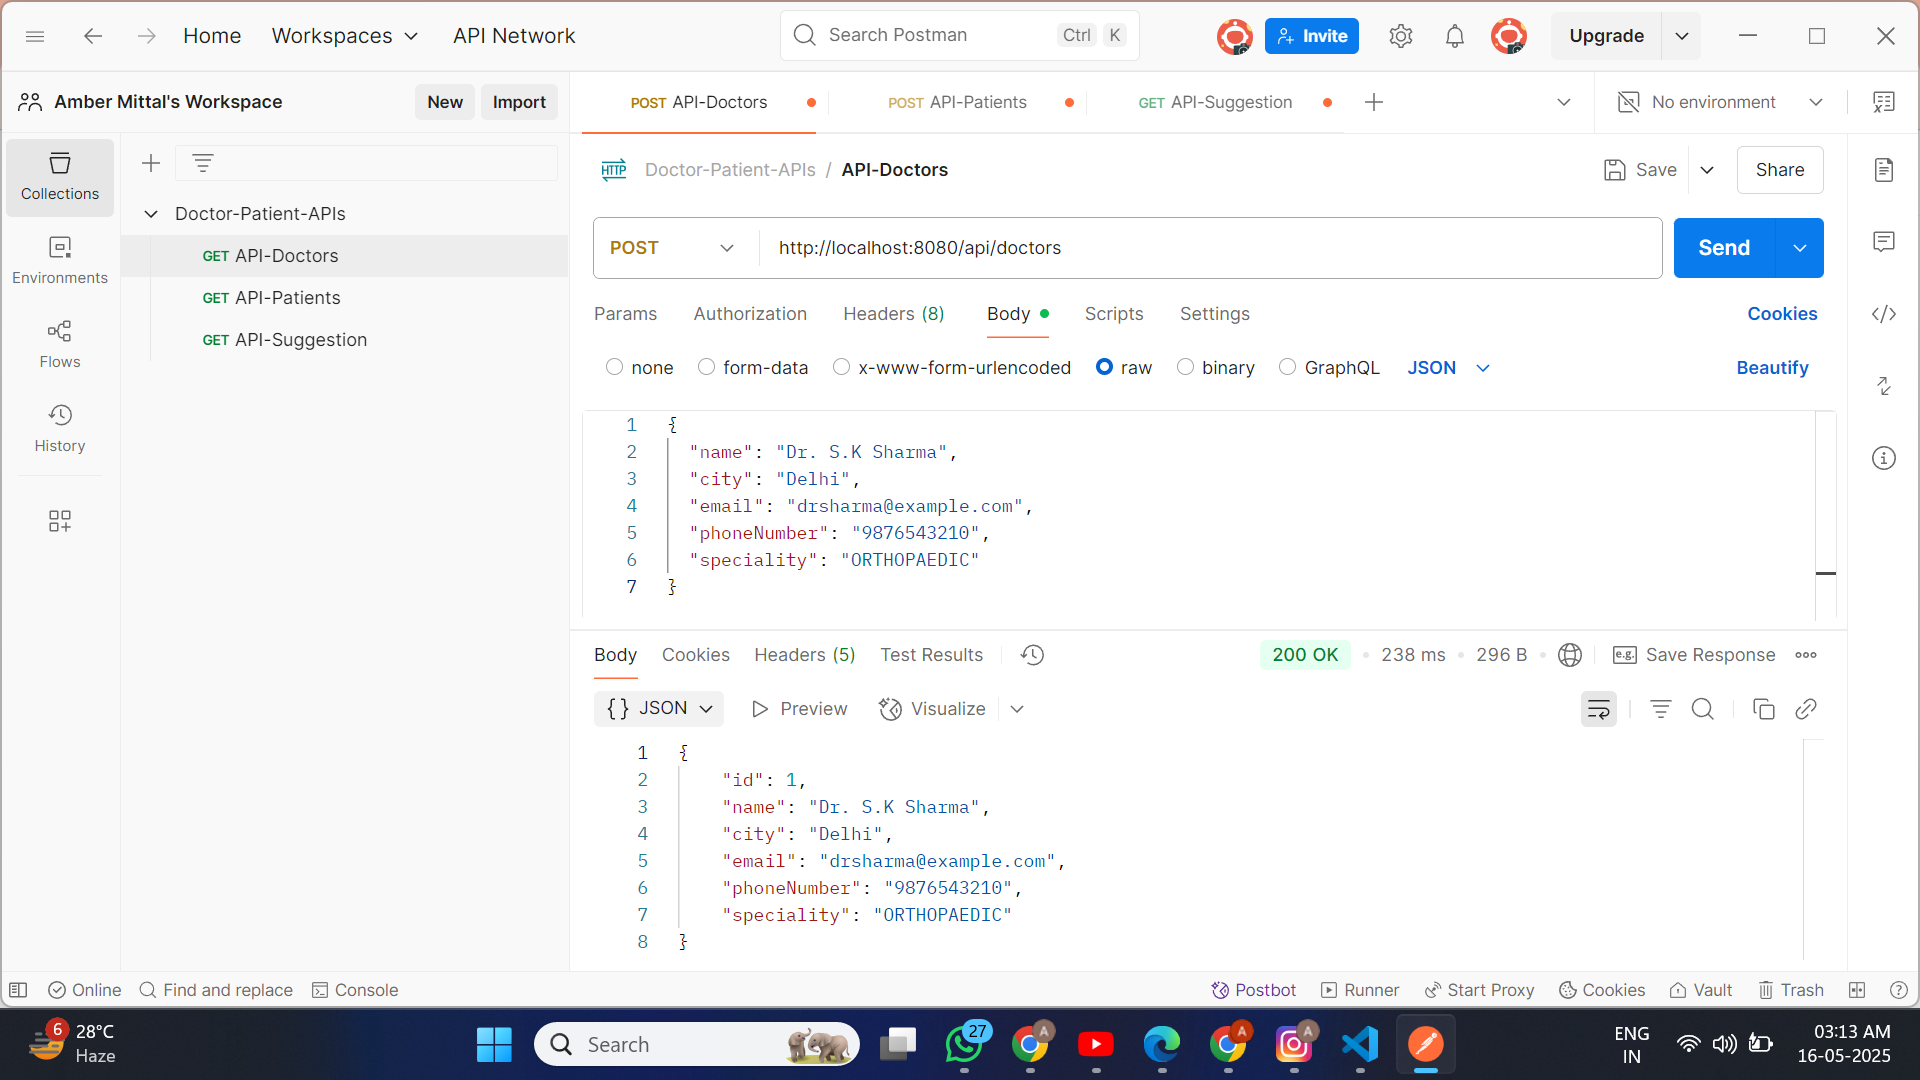 Home
Workspaces
API Network
Search Postman
Ctrl K
Invite
Upgrade
Amber Mittal's Workspace
New
Import
POST API-Doctors
POST API-Patients
GET API-Suggestion
No environment
Collections
Environments
Flows
History
Doctor-Patient-APIs
GET API-Doctors
GET API-Patients
GET API-Suggestion
HTTP
Doctor-Patient-APIs / API-Doctors
Save
Share
POST
http://localhost:8080/api/doctors
Send
Params
Authorization
Headers (8)
Body
Scripts
Settings
Cookies
none
form-data
x-www-form-urlencoded
raw
binary
GraphQL
JSON
Beautify
1 {
2 "name": "Dr. S.K Sharma",
3 "city": "Delhi",
4 "email": "drsharma@example.com",
5 "phoneNumber": "9876543210",
6 "speciality": "ORTHOPAEDIC"
7 }
Body
Cookies
Headers (5)
Test Results
200 OK
238 ms
296 B
e.g.
Save Response
{} JSON
Preview
Visualize
1 {
2 "id": 1,
3 "name": "Dr. S.K Sharma",
4 "city": "Delhi",
5 "email": "drsharma@example.com",
6 "phoneNumber": "9876543210",
7 "speciality": "ORTHOPAEDIC"
8 }
Online
Find and replace
Console
Postbot
Runner
Start Proxy
Cookies
Vault
Trash
6
28°C
Haze
Search
27
A
A
A
ENG
IN
03:13 AM
16-05-2025